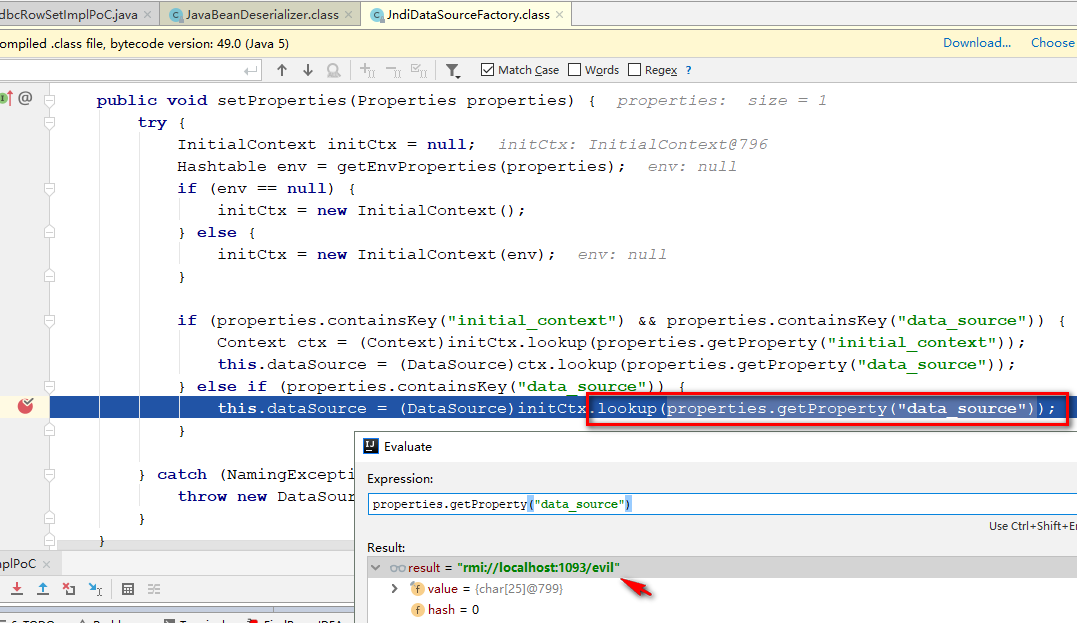 dbcRowSetImplPoC.java × JavaBeanDeserializer.class × JndiDataSourceFactory.class ×
ompiled .class file, bytecode version: 49.0 (Java 5) Download... Choose
Match Case Words Regex ?
public void setProperties(Properties properties) { properties: size = 1
try {
InitialContext initCtx = null; initCtx: InitialContext@796
Hashtable env = getEnvProperties(properties); env: null
if (env == null) {
initCtx = new InitialContext();
} else {
initCtx = new InitialContext(env); env: null
}
if (properties.containsKey("initial_context") && properties.containsKey("data_source")) {
Context ctx = (Context)initCtx.lookup(properties.getProperty("initial_context"));
this.dataSource = (DataSource)ctx.lookup(properties.getProperty("data_source"));
} else if (properties.containsKey("data_source")) {
this.dataSource = (DataSource)initCtx.lookup(properties.getProperty("data_source"));
}
} catch (NamingExcepti
throw new DataSour
}
}
Evaluate
Expression:
properties.getProperty("data_source")
Use Ctrl+Shift+En
Result:
result = "rmi://localhost:1093/evil"
value = {char[25]@799}
hash = 0
nplPoC ×